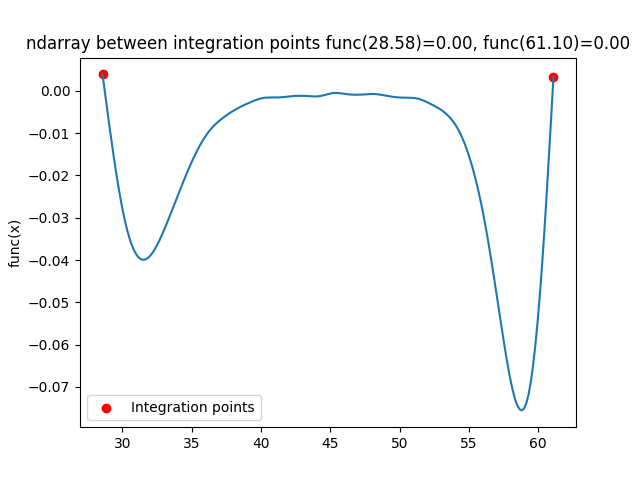 ndarray between integration points func(28.58)=0.00, func(61.10)=0.00
0.00
−0.01
−0.02
−0.03
−0.04
−0.05
−0.06
−0.07
func(x)
Integration points
30 35 40 45 50 55 60